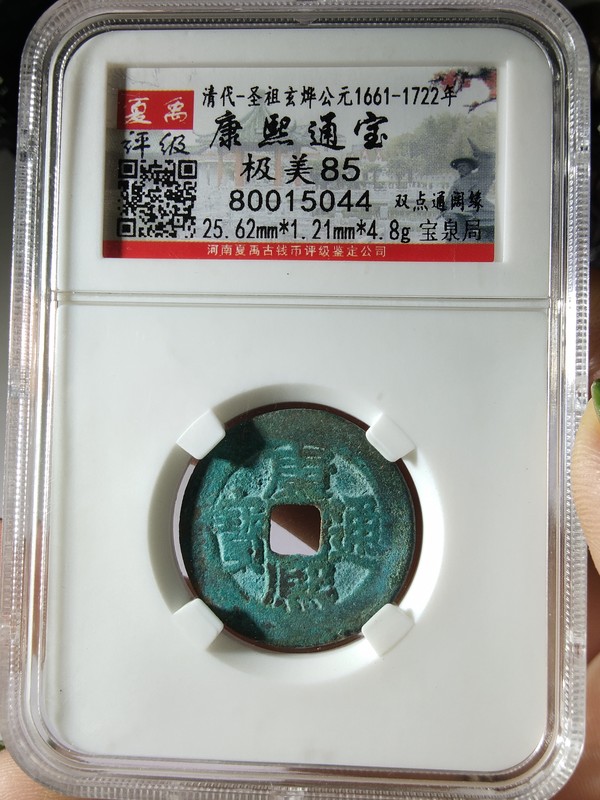 清代-圣祖玄烨公元1661-1722年
夏禹
评级
康熙通宝
极美85
80015044 双点通阔缘
25.62mm*1.21mm*4.8g 宝泉局
河南夏禹古钱币评级鉴定公司
康熙通寶